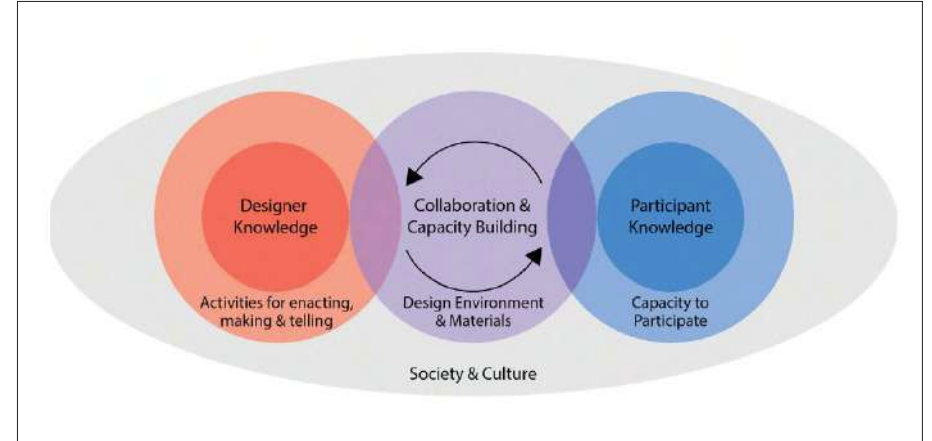 Designer
Knowledge
Activities for enacting,
making & telling
Collaboration &
Capacity Building
Design Environment
& Materials
Participant
Knowledge
Capacity to
Participate
Society & Culture